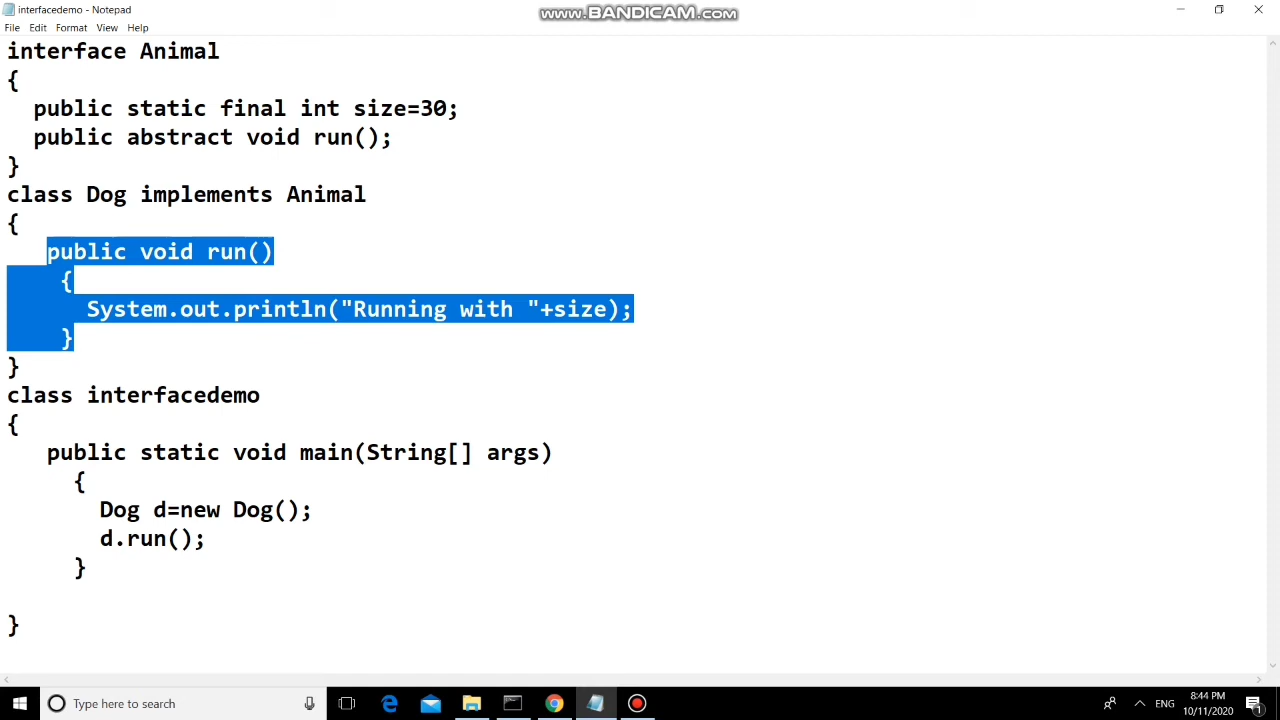 interfacedemo - Notepad
www.BANDICAM.com
File Edit Format View Help
interface Animal
{
  public static final int size=30;
  public abstract void run();
}
class Dog implements Animal
{
   public void run()
    {
      System.out.println("Running with "+size);
    }
}
class interfacedemo
{
   public static void main(String[] args)
     {
       Dog d=new Dog();
       d.run();
     }
}
Type here to search
ENG
8:44 PM
10/11/2020
1